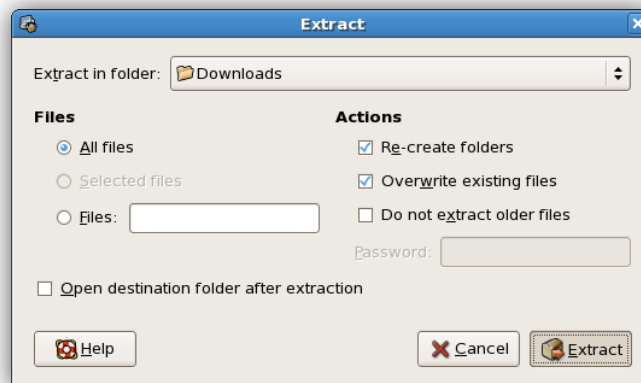 Extract
Extract in folder: Downloads
Files
All files
Selected files
Files:
Actions
Re-create folders
Overwrite existing files
Do not extract older files
Password:
Open destination folder after extraction
Help
Cancel
Extract